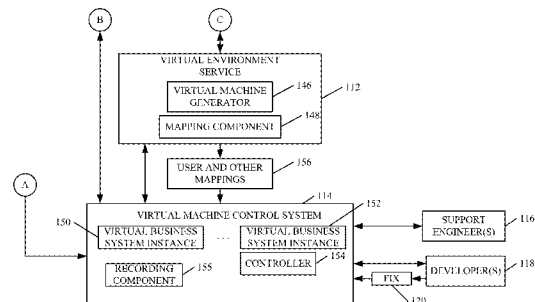 B
C
VIRTUAL ENVIRONMENT
SERVICE
146
VIRTUAL MACHINE
GENERATOR
112
148
MAPPING COMPONENT
156
USER AND OTHER
MAPPINGS
A
114
VIRTUAL MACHINE CONTROL SYSTEM
152
150
VIRTUAL BUSINESS
SYSTEM INSTANCE
...
VIRTUAL BUSINESS
SYSTEM INSTANCE
SUPPORT
ENGINEER(S)
116
154
CONTROLLER
RECORDING
COMPONENT
155
FIX
DEVELOPER(S)
118
120